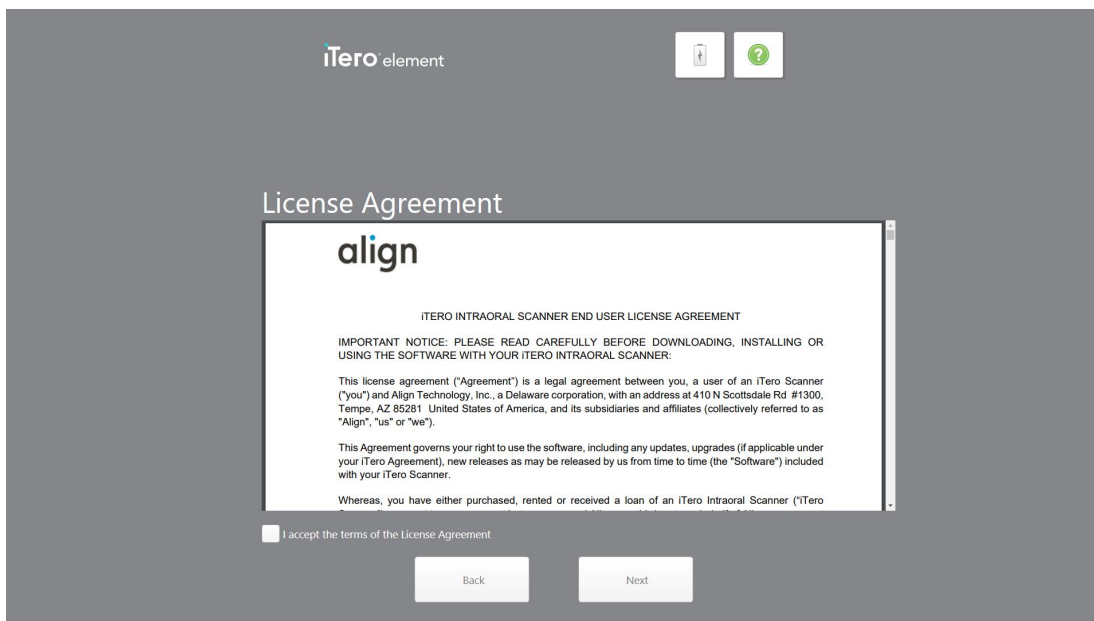 iTero element
License Agreement
align
iTERO INTRAORAL SCANNER END USER LICENSE AGREEMENT
IMPORTANT NOTICE: PLEASE READ CAREFULLY BEFORE DOWNLOADING, INSTALLING OR
USING THE SOFTWARE WITH YOUR iTERO INTRAORAL SCANNER:
This license agreement (“Agreement”) is a legal agreement between you, a user of an iTero Scanner
("you") and Align Technology, Inc., a Delaware corporation, with an address at 410 N Scottsdale Rd #1300,
Tempe, AZ 85281 United States of America, and its subsidiaries and affiliates (collectively referred to as
"Align", "us" or "we").
This Agreement governs your right to use the software, including any updates, upgrades (if applicable under
your iTero Agreement), new releases as may be released by us from time to time (the "Software") included
with your iTero Scanner.
Whereas, you have either purchased, rented or received a loan of an iTero Intraoral Scanner (“iTero
I accept the terms of the License Agreement
Back
Next